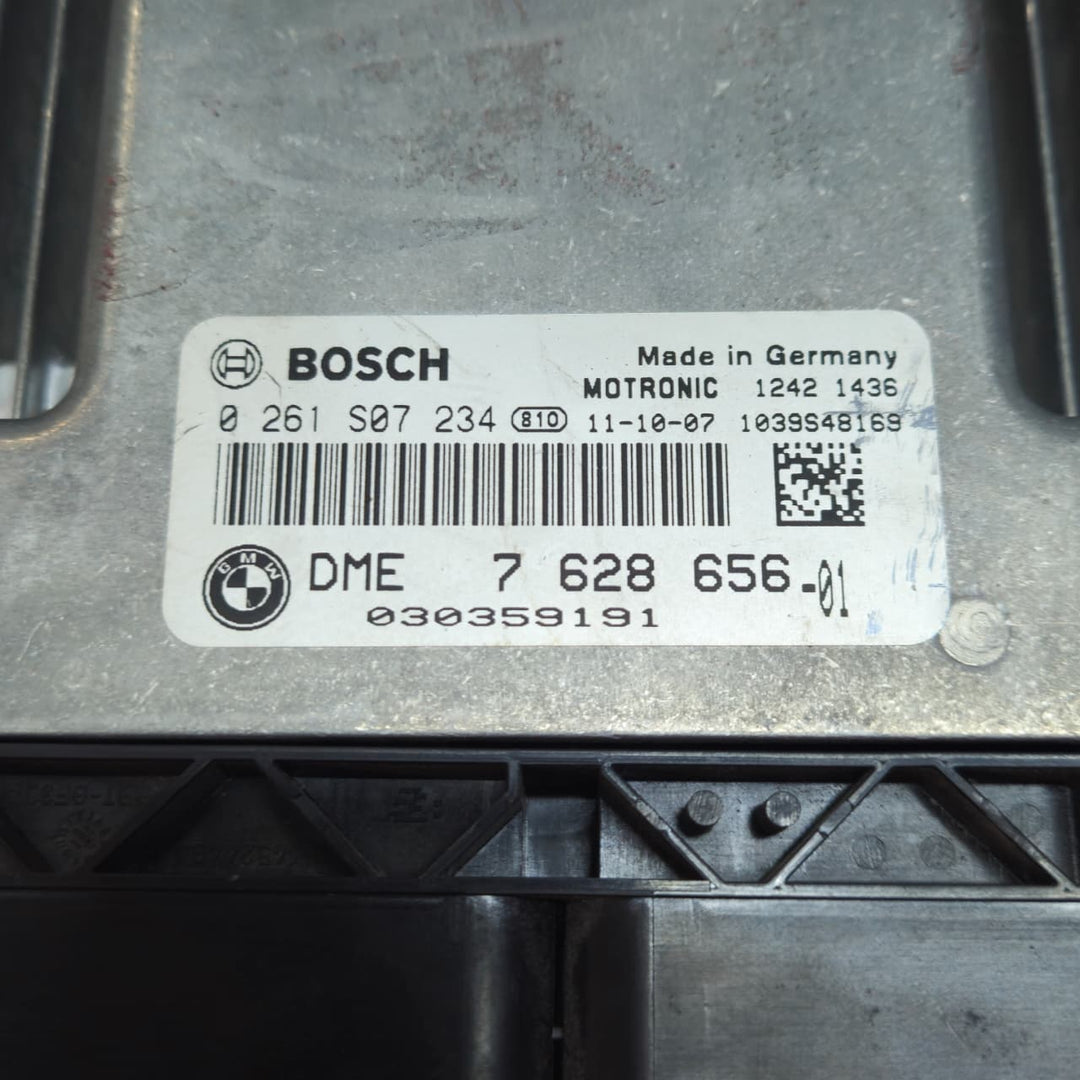 BOSCH
Made in Germany
MOTRONIC 1242 1436
0 261 S07 234 810 11-10-07 1039S48169
BMW
DME 7 628 656-01
030359191